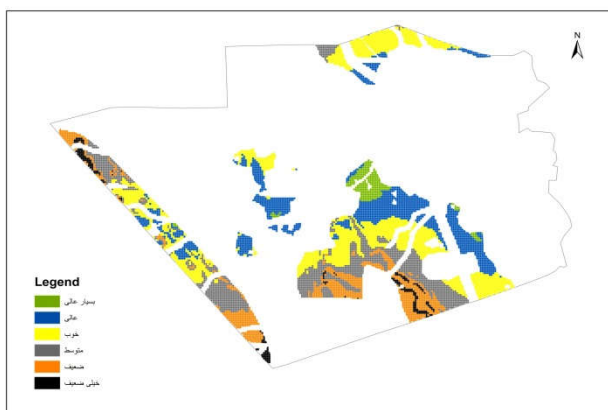 N
Legend
بسیار عالی
عالی
خوب
متوسط
ضعیف
خیلی ضعیف